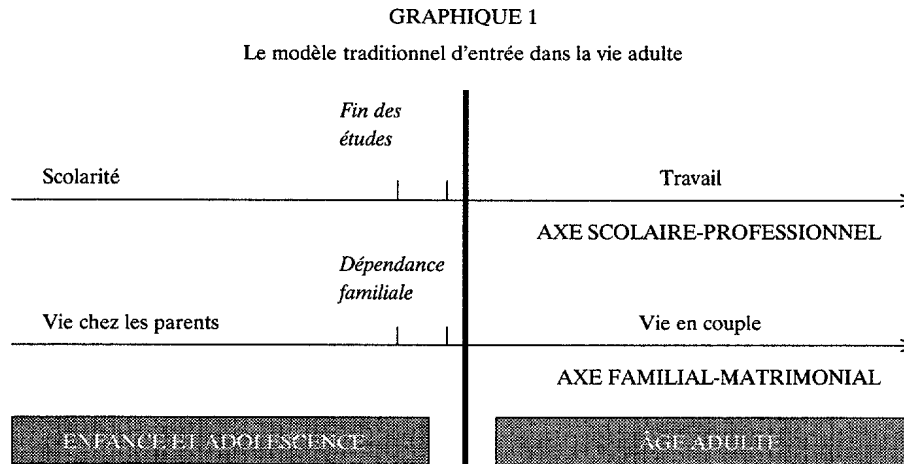 GRAPHIQUE 1
Le modèle traditionnel d'entrée dans la vie adulte
Fin des
études
Scolarité
Travail
AXE SCOLAIRE-PROFESSIONNEL
Dépendance
familiale
Vie chez les parents
Vie en couple
AXE FAMILIAL-MATRIMONIAL
ENFANCE ET ADOLESCENCE
ÂGE ADULTE